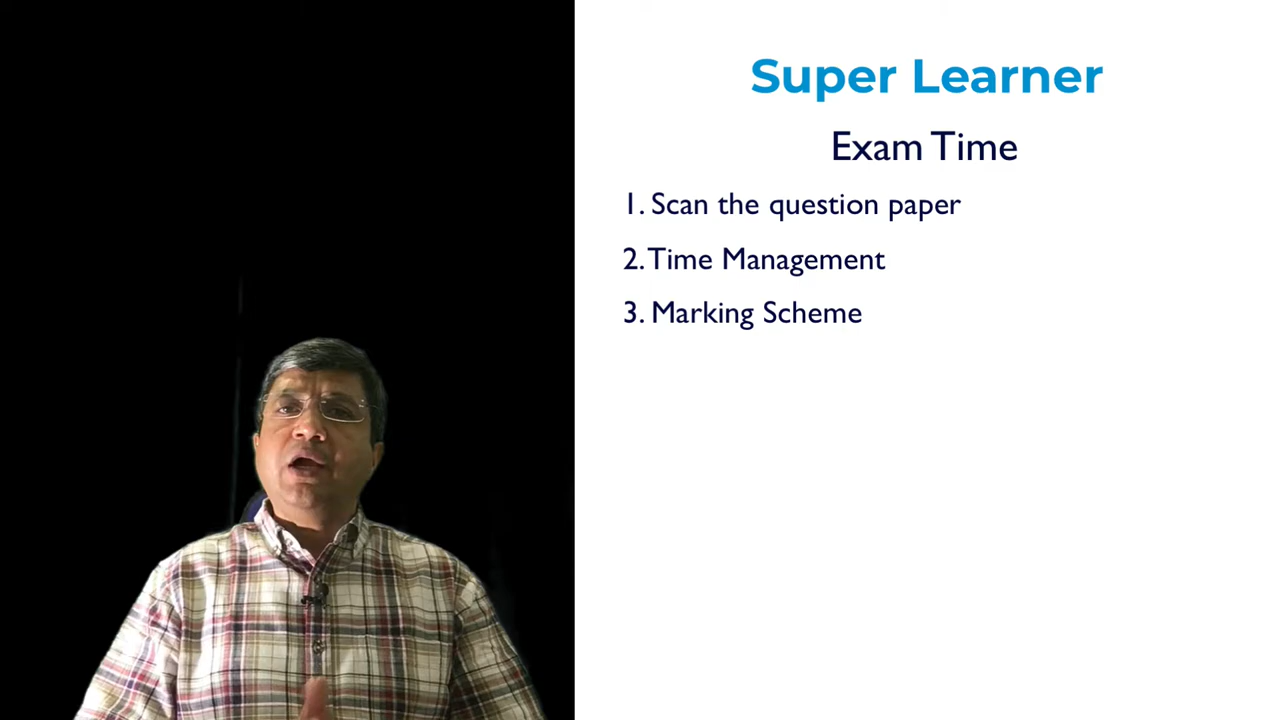 Super Learner
Exam Time
1. Scan the question paper
2. Time Management
3. Marking Scheme